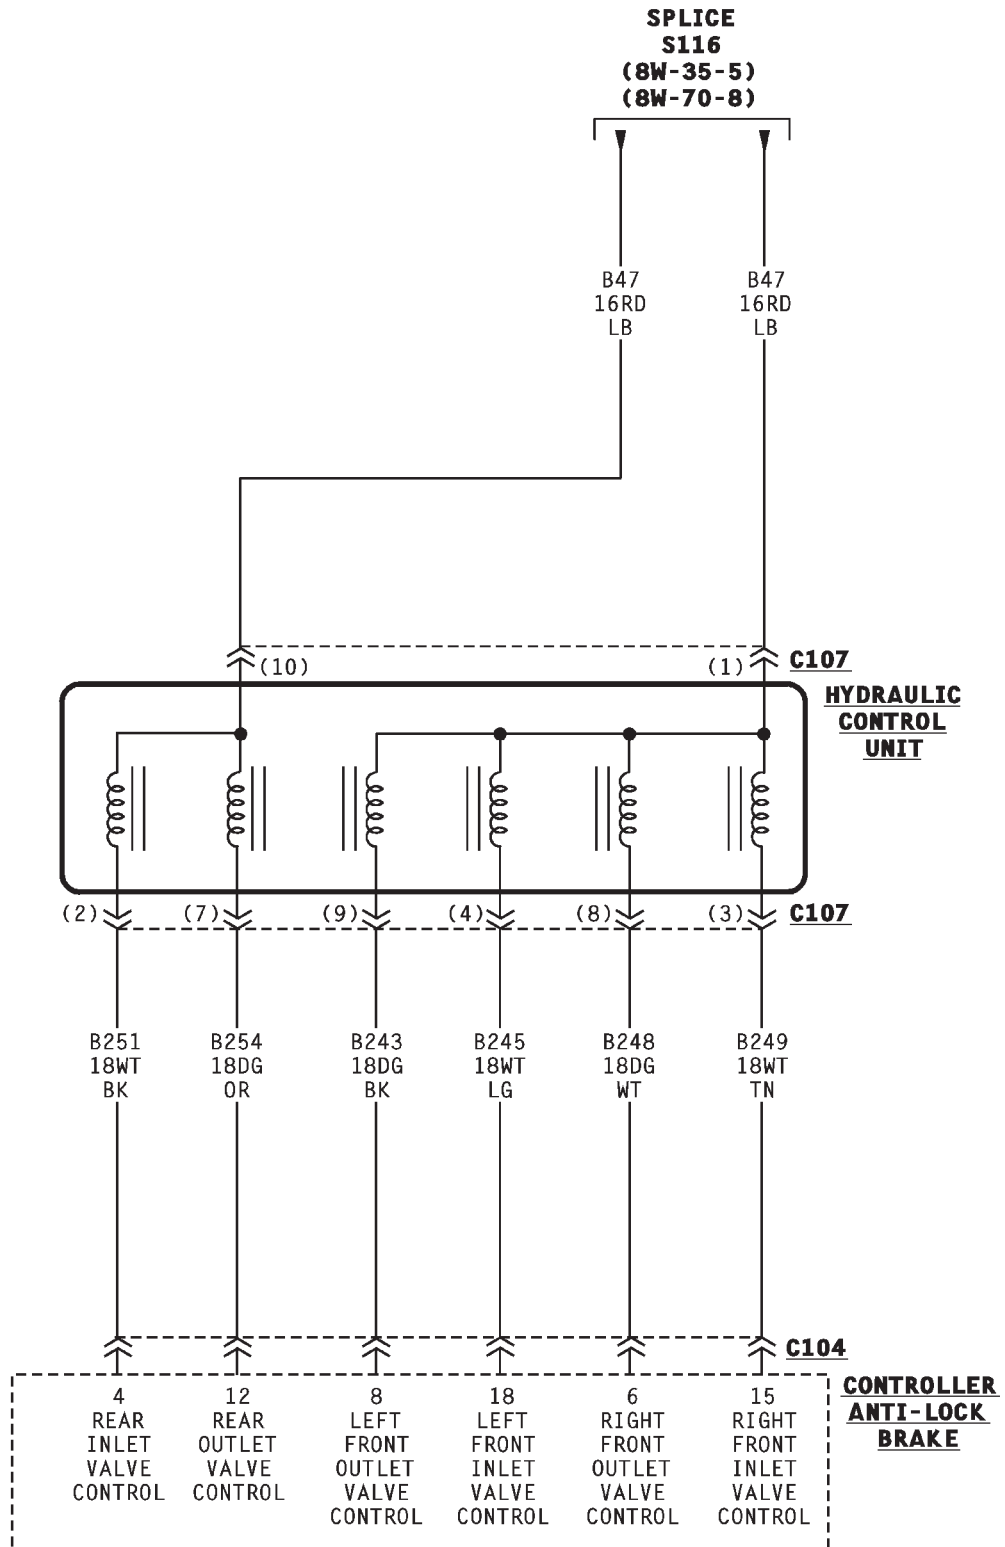 SPLICE
S116
(8W-35-5)
(8W-70-8)
B47
16RD
LB
B47
16RD
LB
(10)
(1)
C107
HYDRAULIC
CONTROL
UNIT
(2)
(7)
(9)
(4)
(8)
(3)
C107
B251
18WT
BK
B254
18DG
OR
B243
18DG
BK
B245
18WT
LG
B248
18DG
WT
B249
18WT
TN
C104
CONTROLLER
ANTI-LOCK
BRAKE
4
REAR
INLET
VALVE
CONTROL
12
REAR
OUTLET
VALVE
CONTROL
8
LEFT
FRONT
OUTLET
VALVE
CONTROL
18
LEFT
FRONT
INLET
VALVE
CONTROL
6
RIGHT
FRONT
OUTLET
VALVE
CONTROL
15
RIGHT
FRONT
INLET
VALVE
CONTROL